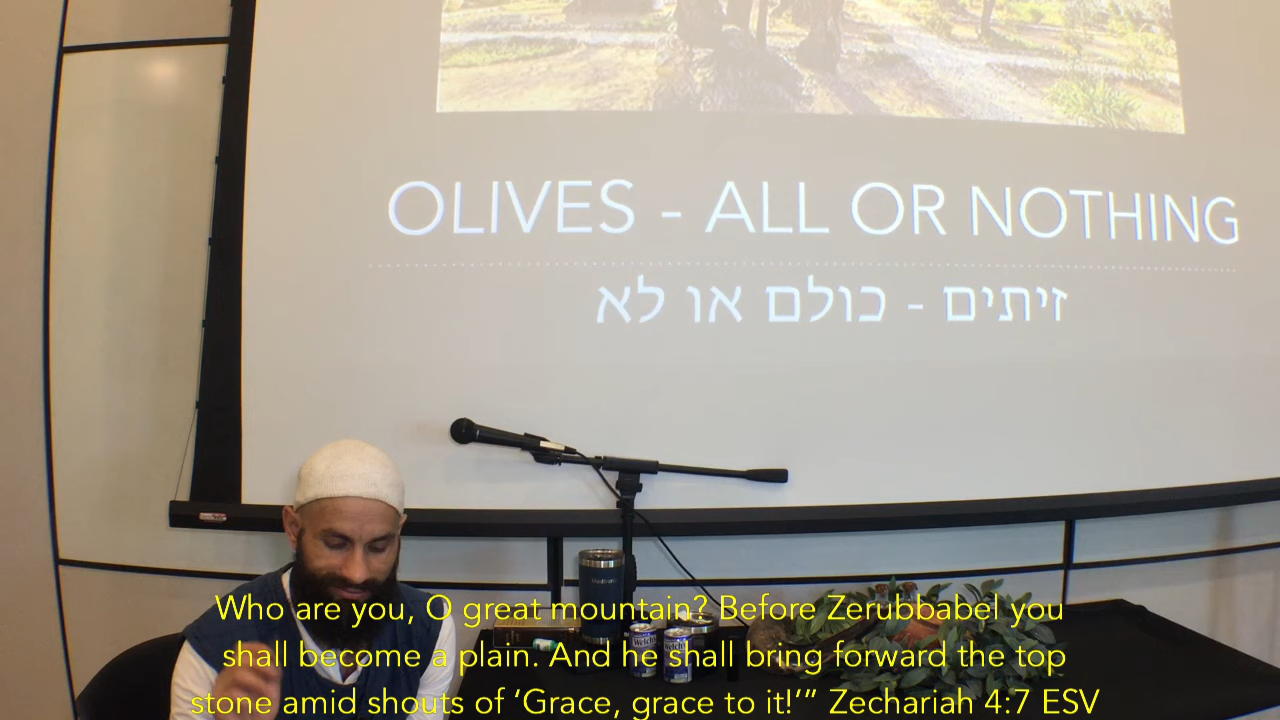 OLIVES - ALL OR NOTHING
זיתים - כולם או לא
Who are you, O great mountain? Before Zerubbabel you
shall become a plain. And he shall bring forward the top
stone amid shouts of ‘Grace, grace to it!’” Zechariah 4:7 ESV
Welch's
Welch's